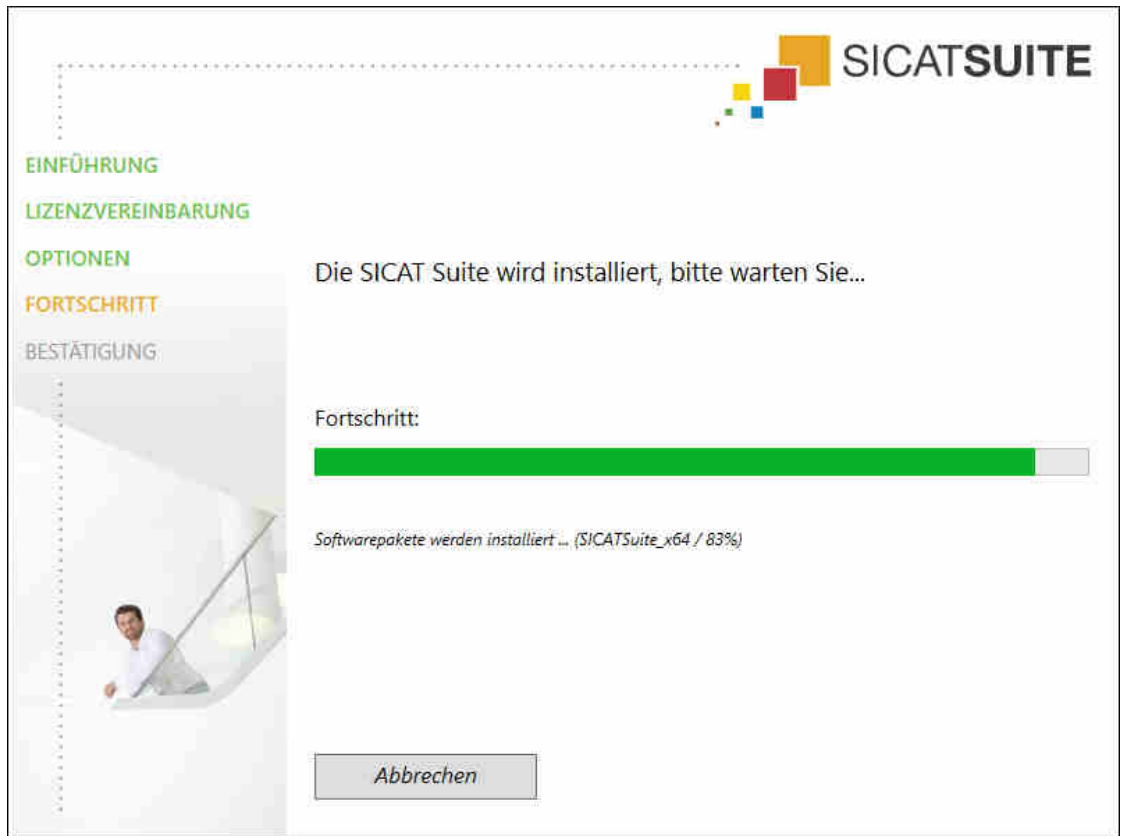 SICATSUITE
EINFÜHRUNG
LIZENZVEREINBARUNG
OPTIONEN
FORTSCHRITT
BESTÄTIGUNG
Die SICAT Suite wird installiert, bitte warten Sie...
Fortschritt:
Softwarepakete werden installiert ... (SICATSuite_x64 / 83%)
Abbrechen